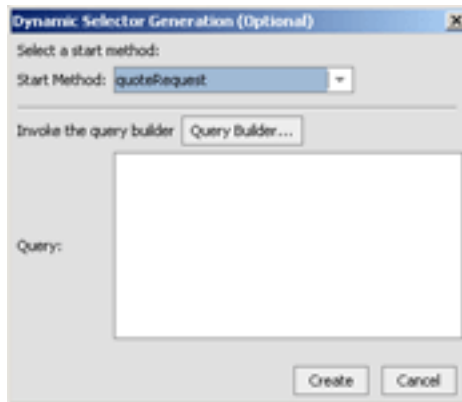 Dynamic Selector Generation (Optional)
Select a start method:
Start Method: quoteRequest
Invoke the query builder Query Builder...
Query:
Create Cancel